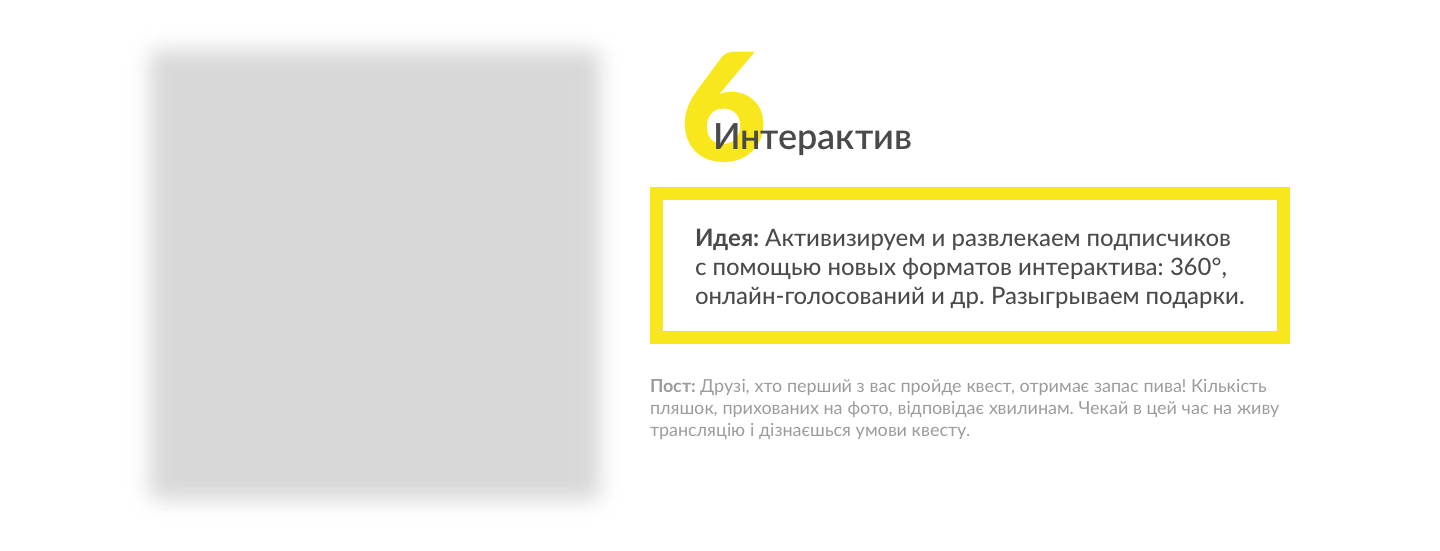 6
Интерактив
Идея: Активизируем и развлекаем подписчиков
с помощью новых форматов интерактива: 360°,
онлайн-голосований и др. Разыгрываем подарки.
Пост: Друзі, хто перший з вас пройде квест, отримає запас пива! Кількість
пляшок, прихованих на фото, відповідає хвилинам. Чекай в цей час на живу
трансляцію і дізнаєшься умови квесту.